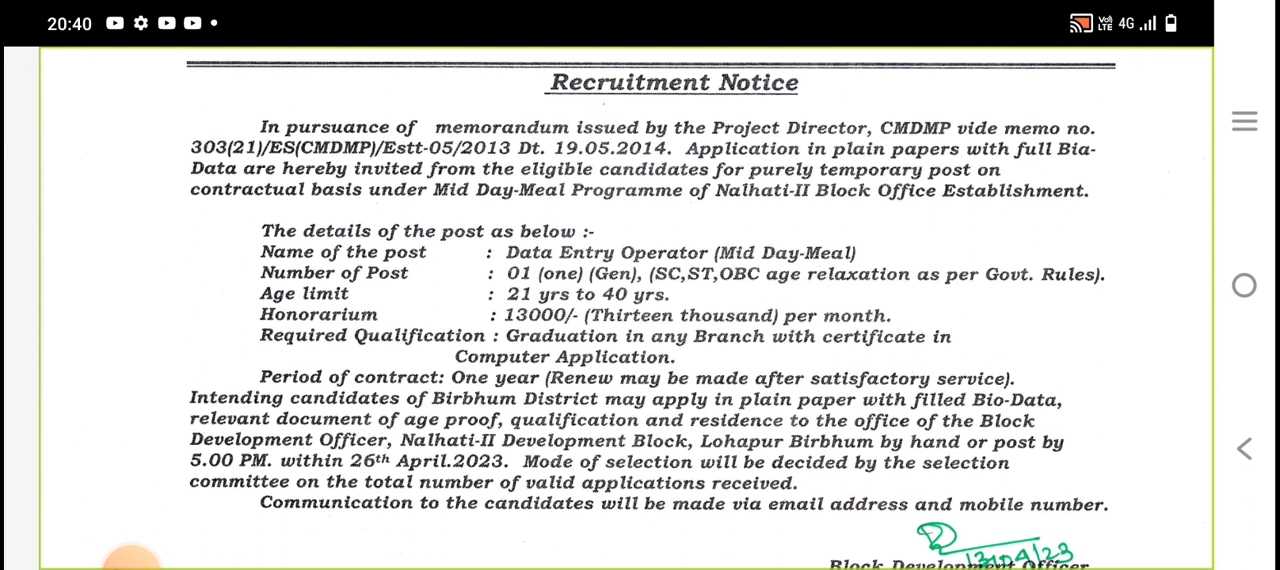 20:40
VoI) LTE 4G
Recruitment Notice
In pursuance of memorandum issued by the Project Director, CMDMP vide memo no.
303(21)/ES(CMDMP)/Estt-05/2013 Dt. 19.05.2014. Application in plain papers with full Bia-
Data are hereby invited from the eligible candidates for purely temporary post on
contractual basis under Mid Day-Meal Programme of Nalhati-II Block Office Establishment.
The details of the post as below :-
Name of the post : Data Entry Operator (Mid Day-Meal)
Number of Post : 01 (one) (Gen), (SC,ST,OBC age relaxation as per Govt. Rules).
Age limit : 21 yrs to 40 yrs.
Honorarium : 13000/- (Thirteen thousand) per month.
Required Qualification : Graduation in any Branch with certificate in
Computer Application.
Period of contract: One year (Renew may be made after satisfactory service).
Intending candidates of Birbhum District may apply in plain paper with filled Bio-Data,
relevant document of age proof, qualification and residence to the office of the Block
Development Officer, Nalhati-II Development Block, Lohapur Birbhum by hand or post by
5.00 PM. within 26th April.2023. Mode of selection will be decided by the selection
committee on the total number of valid applications received.
Communication to the candidates will be made via email address and mobile number.
13/04/23
Block Development Officer